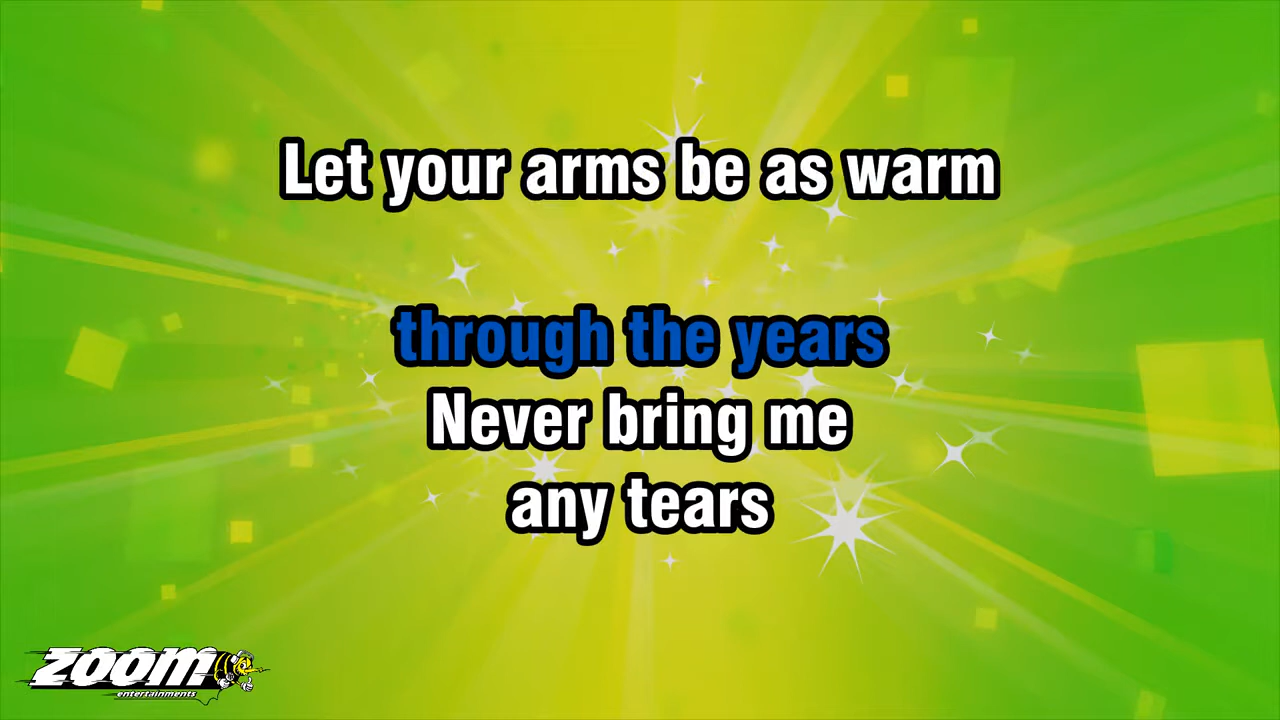 Let your arms be as warm
through the years
Never bring me
any tears
zoom
entertainments